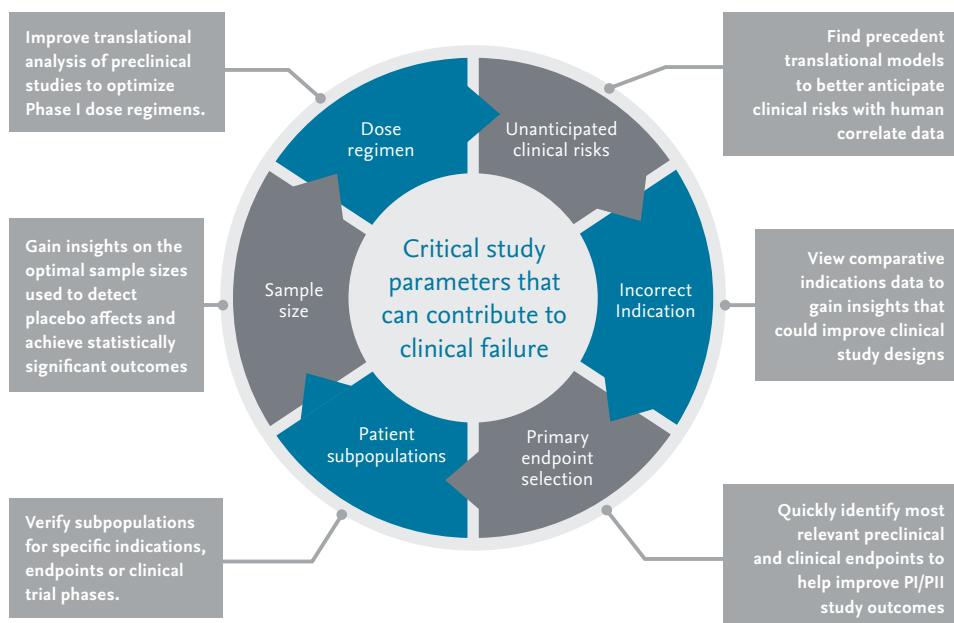 Improve translational
analysis of preclinical
studies to optimize
Phase I dose regimens.
Find precedent
translational models
to better anticipate
clinical risks with human
correlate data
Dose
regimen
Unanticipated
clinical risks
Gain insights on the
optimal sample sizes
used to detect
placebo affects and
achieve statistically
significant outcomes
Sample
size
Critical study
parameters that
can contribute to
clinical failure
Incorrect
Indication
View comparative
indications data to
gain insights that
could improve clinical
study designs
Patient
subpopulations
Primary
endpoint
selection
Verify subpopulations
for specific indications,
endpoints or clinical
trial phases.
Quickly identify most
relevant preclinical
and clinical endpoints to
help improve PI/PII
study outcomes